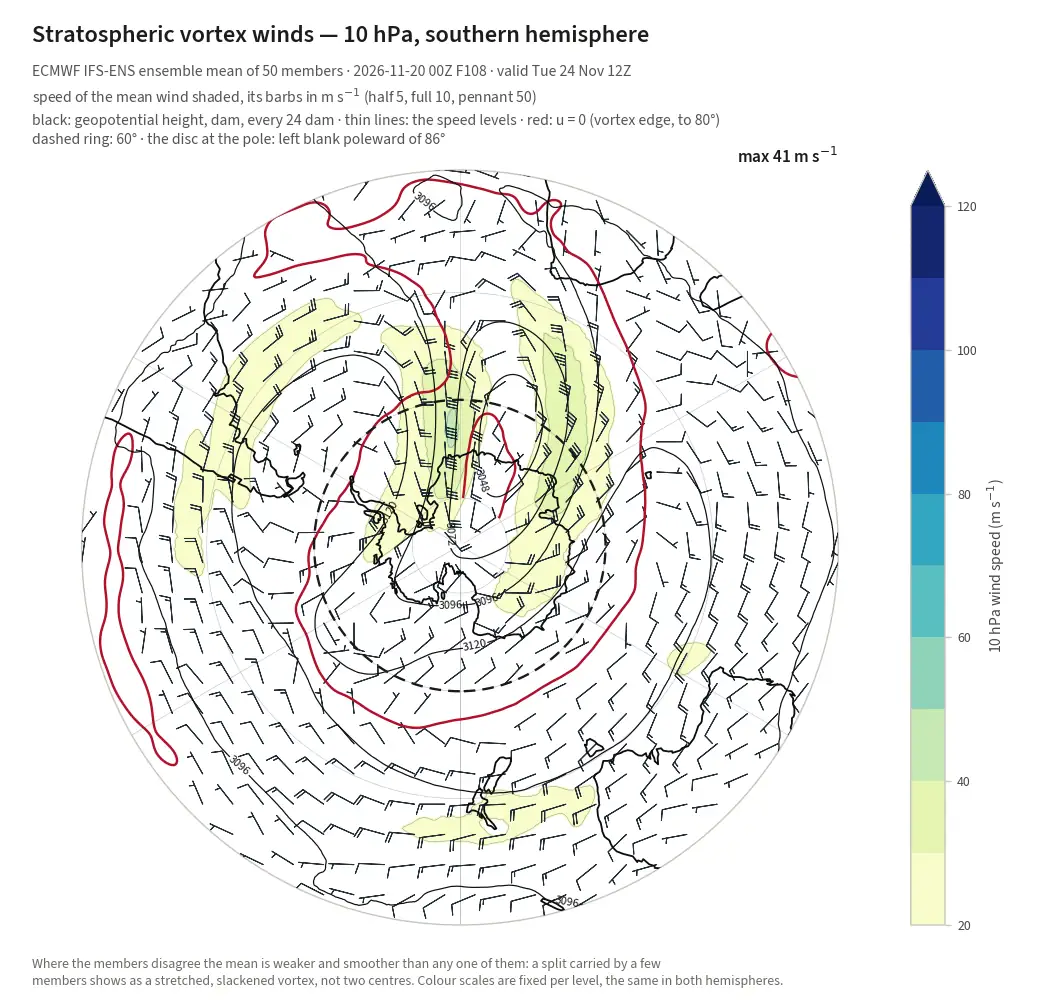 Stratospheric vortex winds — 10 hPa, southern hemisphere
ECMWF IFS-ENS ensemble mean of 50 members · 2026-11-20 00Z F108 · valid Tue 24 Nov 12Z
speed of the mean wind shaded, its barbs in m s⁻¹ (half 5, full 10, pennant 50)
black: geopotential height, dam, every 24 dam · thin lines: the speed levels · red: u = 0 (vortex edge, to 80°)
dashed ring: 60° · the disc at the pole: left blank poleward of 86°
max 41 m s⁻¹
120
100
80
60
40
20
10 hPa wind speed (m s⁻¹)
3096
3048
3072
3096
3096
3120
3096
3096
Where the members disagree the mean is weaker and smoother than any one of them: a split carried by a few
members shows as a stretched, slackened vortex, not two centres. Colour scales are fixed per level, the same in both hemispheres.